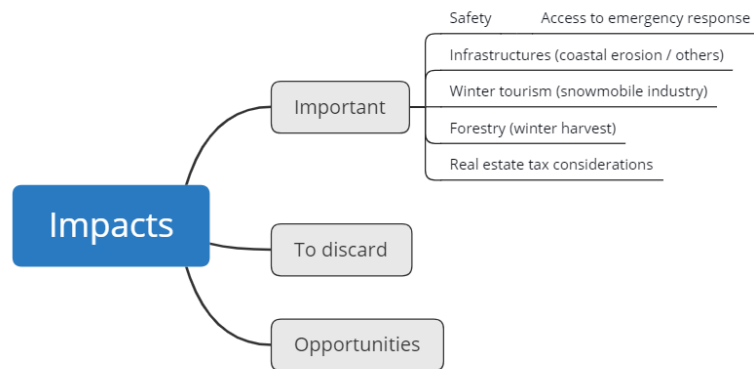 Safety
Access to emergency response
Infrastructures (coastal erosion / others)
Important
Winter tourism (snowmobile industry)
Forestry (winter harvest)
Real estate tax considerations
Impacts
To discard
Opportunities